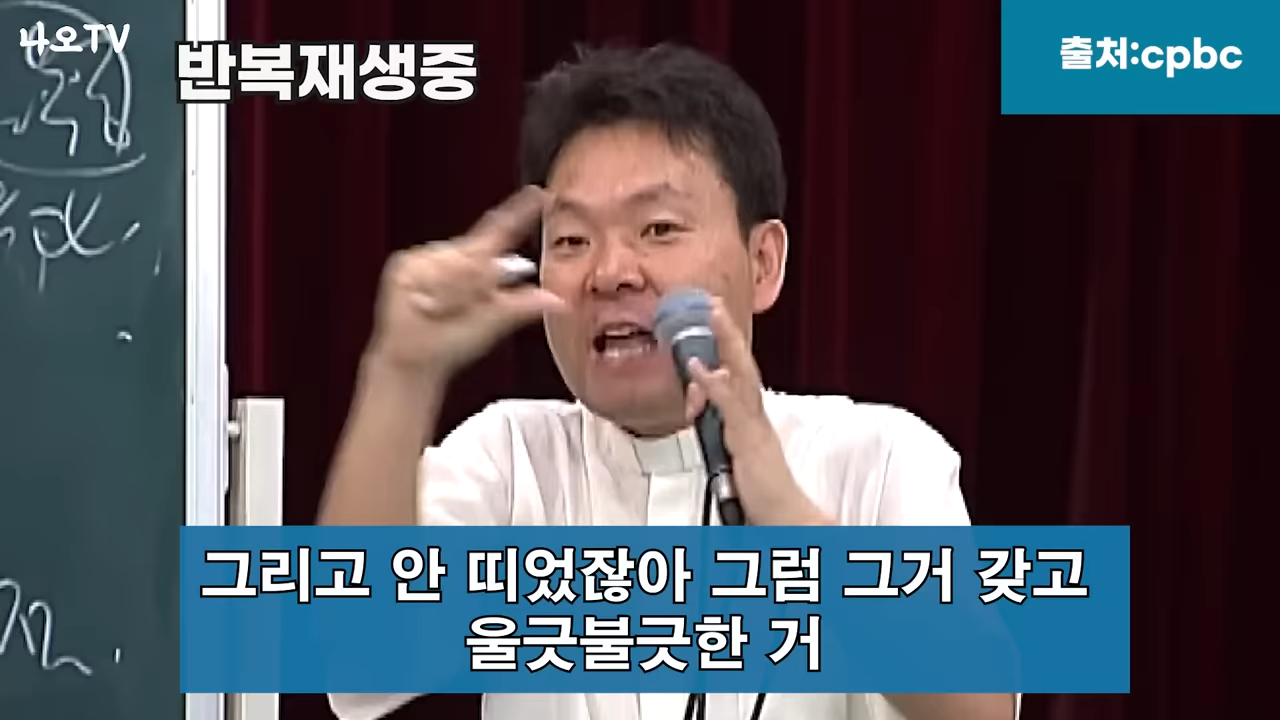 나오TV
반복재생중
출처:cpbc
그리고 안 띠었잖아 그럼 그거 갖고
울긋불긋한 거